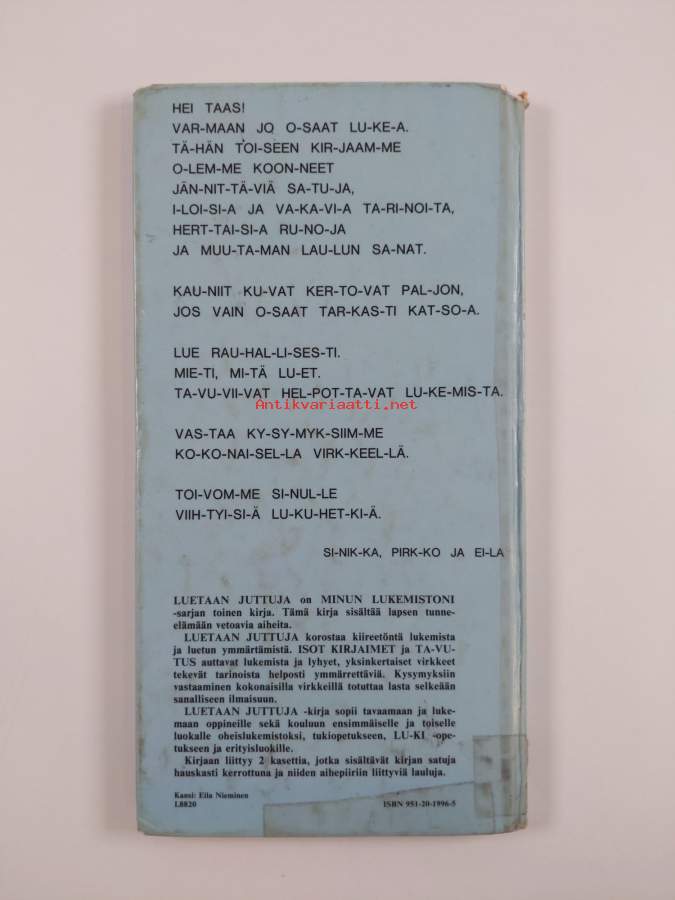 HEI TAAS!
VAR-MAAN JO O-SAAT LU-KE-A.
TÄ-HÄN TOI-SEEN KIR-JAAM-ME
O-LEM-ME KOON-NEET
JÄN-NIT-TÄ-VIÄ SA-TU-JA,
I-LOI-SI-A JA VA-KA-VI-A TA-RI-NOI-TA,
HERT-TAI-SI-A RU-NO-JA
JA MUU-TA-MAN LAU-LUN SA-NAT.
KAU-NIIT KU-VAT KER-TO-VAT PAL-JON,
JOS VAIN O-SAAT TAR-KAS-TI KAT-SO-A.
LUE RAU-HAL-LI-SES-TI.
MIE-TI, MI-TÄ LU-ET.
TA-VU-VII-VAT HEL-POT-TA-VAT LU-KE-MIS-TA.
Antikvariaatti.net
VAS-TAA KY-SY-MYK-SIIM-ME
KO-KO-NAI-SEL-LA VIRK-KEEL-LÄ.
TOI-VOM-ME SI-NUL-LE
VIIH-TYI-SI-Ä LU-KU-HET-KI-Ä.
SI-NIK-KA, PIRK-KO JA EI-LA
LUETAAN JUTTUJA on MINUN LUKEMISTONI
-sarjan toinen kirja. Tämä kirja sisältää lapsen tunne-
elämään vetoavia aiheita.
LUETAAN JUTTUJA korostaa kiireetöntä lukemista
ja luetun ymmärtämistä. ISOT KIRJAIMET ja TA-VU-
TUS auttavat lukemista ja lyhyet, yksinkertaiset virkkeet
tekevät tarinoista helposti ymmärrettäviä. Kysymyksiin
vastaaminen kokonaisilla virkkeillä totuttaa lasta selkeään
sanalliseen ilmaisuun.
LUETAAN JUTTUJA -kirja sopii tavaamaan ja luke-
maan oppineille sekä kouluun ensimmäiselle ja toiselle
luokalle oheislukemistoksi, tukiopetukseen, LU-KI -ope-
tukseen ja erityisluokille.
Kirjaan liittyy 2 kasettia, jotka sisältävät kirjan satuja
hauskasti kerrottuna ja niiden aihepiiriin liittyviä lauluja.
Kansi: Eila Nieminen
L8820
ISBN 951-20-1996-5